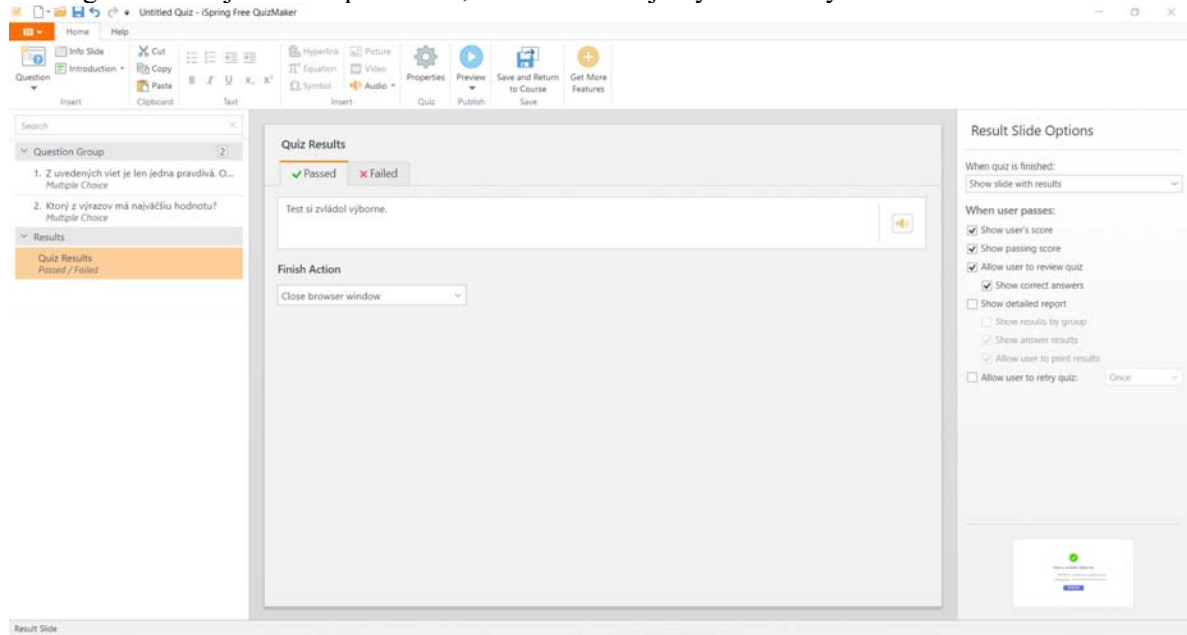 Untitled Quiz - iSpring Free QuizMaker
Home Help
Question
Info Slide
Introduction
Insert
Cut
Copy
Paste
Clipboard
B I U X, X'
Text
Hyperlink Picture
Equation Video
Symbol Audio
Insert
Properties
Quiz
Preview
Publish
Save and Return
to Course
Save
Get More
Features
Search
Question Group 2
1. Z uvedených viet je len jedna pravdivá. O...
Multiple Choice
2. Ktorý z výrazov má najväčšiu hodnotu?
Multiple Choice
Results
Quiz Results
Passed / Failed
Quiz Results
Passed Failed
Test si zvládol výborne.
Finish Action
Close browser window
Result Slide Options
When quiz is finished:
Show slide with results
When user passes:
Show user's score
Show passing score
Allow user to review quiz
Show correct answers
Show detailed report
Show results by group
Show answer results
Allow user to print results
Allow user to retry quiz: Once
Result Slide